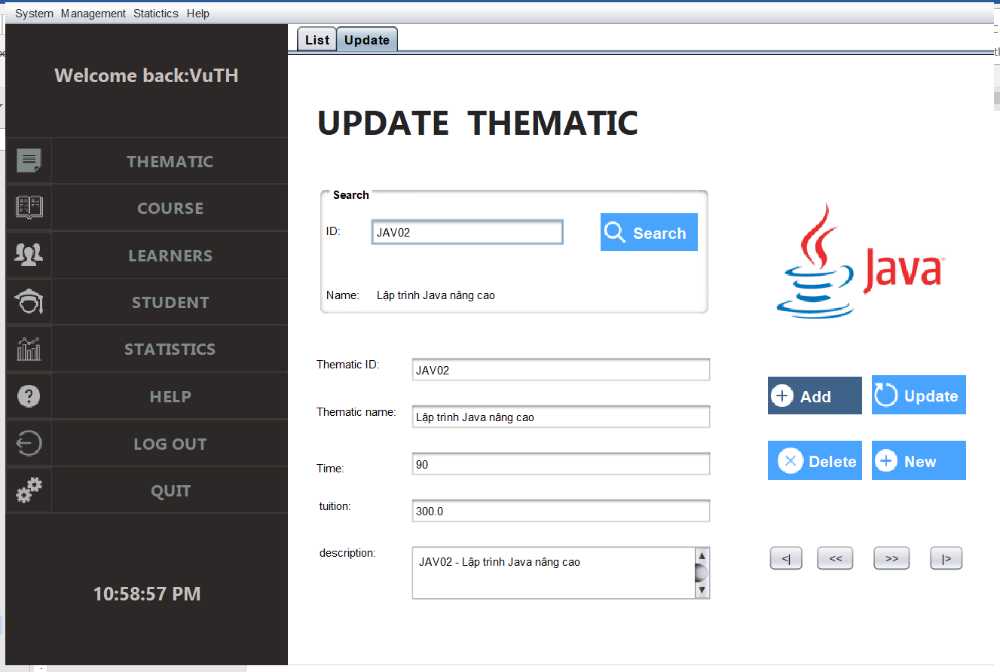 System Management Statictics Help
List Update
Welcome back:VuTH
THEMATIC
COURSE
LEARNERS
STUDENT
STATISTICS
HELP
LOG OUT
QUIT
10:58:57 PM
UPDATE THEMATIC
Search
ID: JAV02 Search
Name: Lập trình Java nâng cao
Java™
Thematic ID: JAV02
Thematic name: Lập trình Java nâng cao
Time: 90
tuition: 300.0
description: JAV02 - Lập trình Java nâng cao
Add Update
Delete New
<| << >> |>